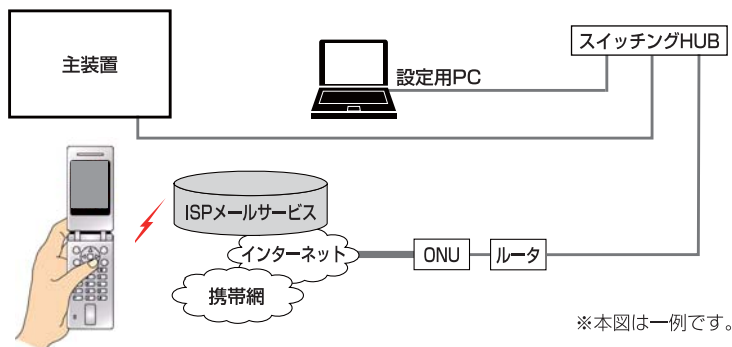 主装置
設定用PC
スイッチングHUB
ISPメールサービス
インターネット
ONU
ルータ
携帯網
※本図は一例です。